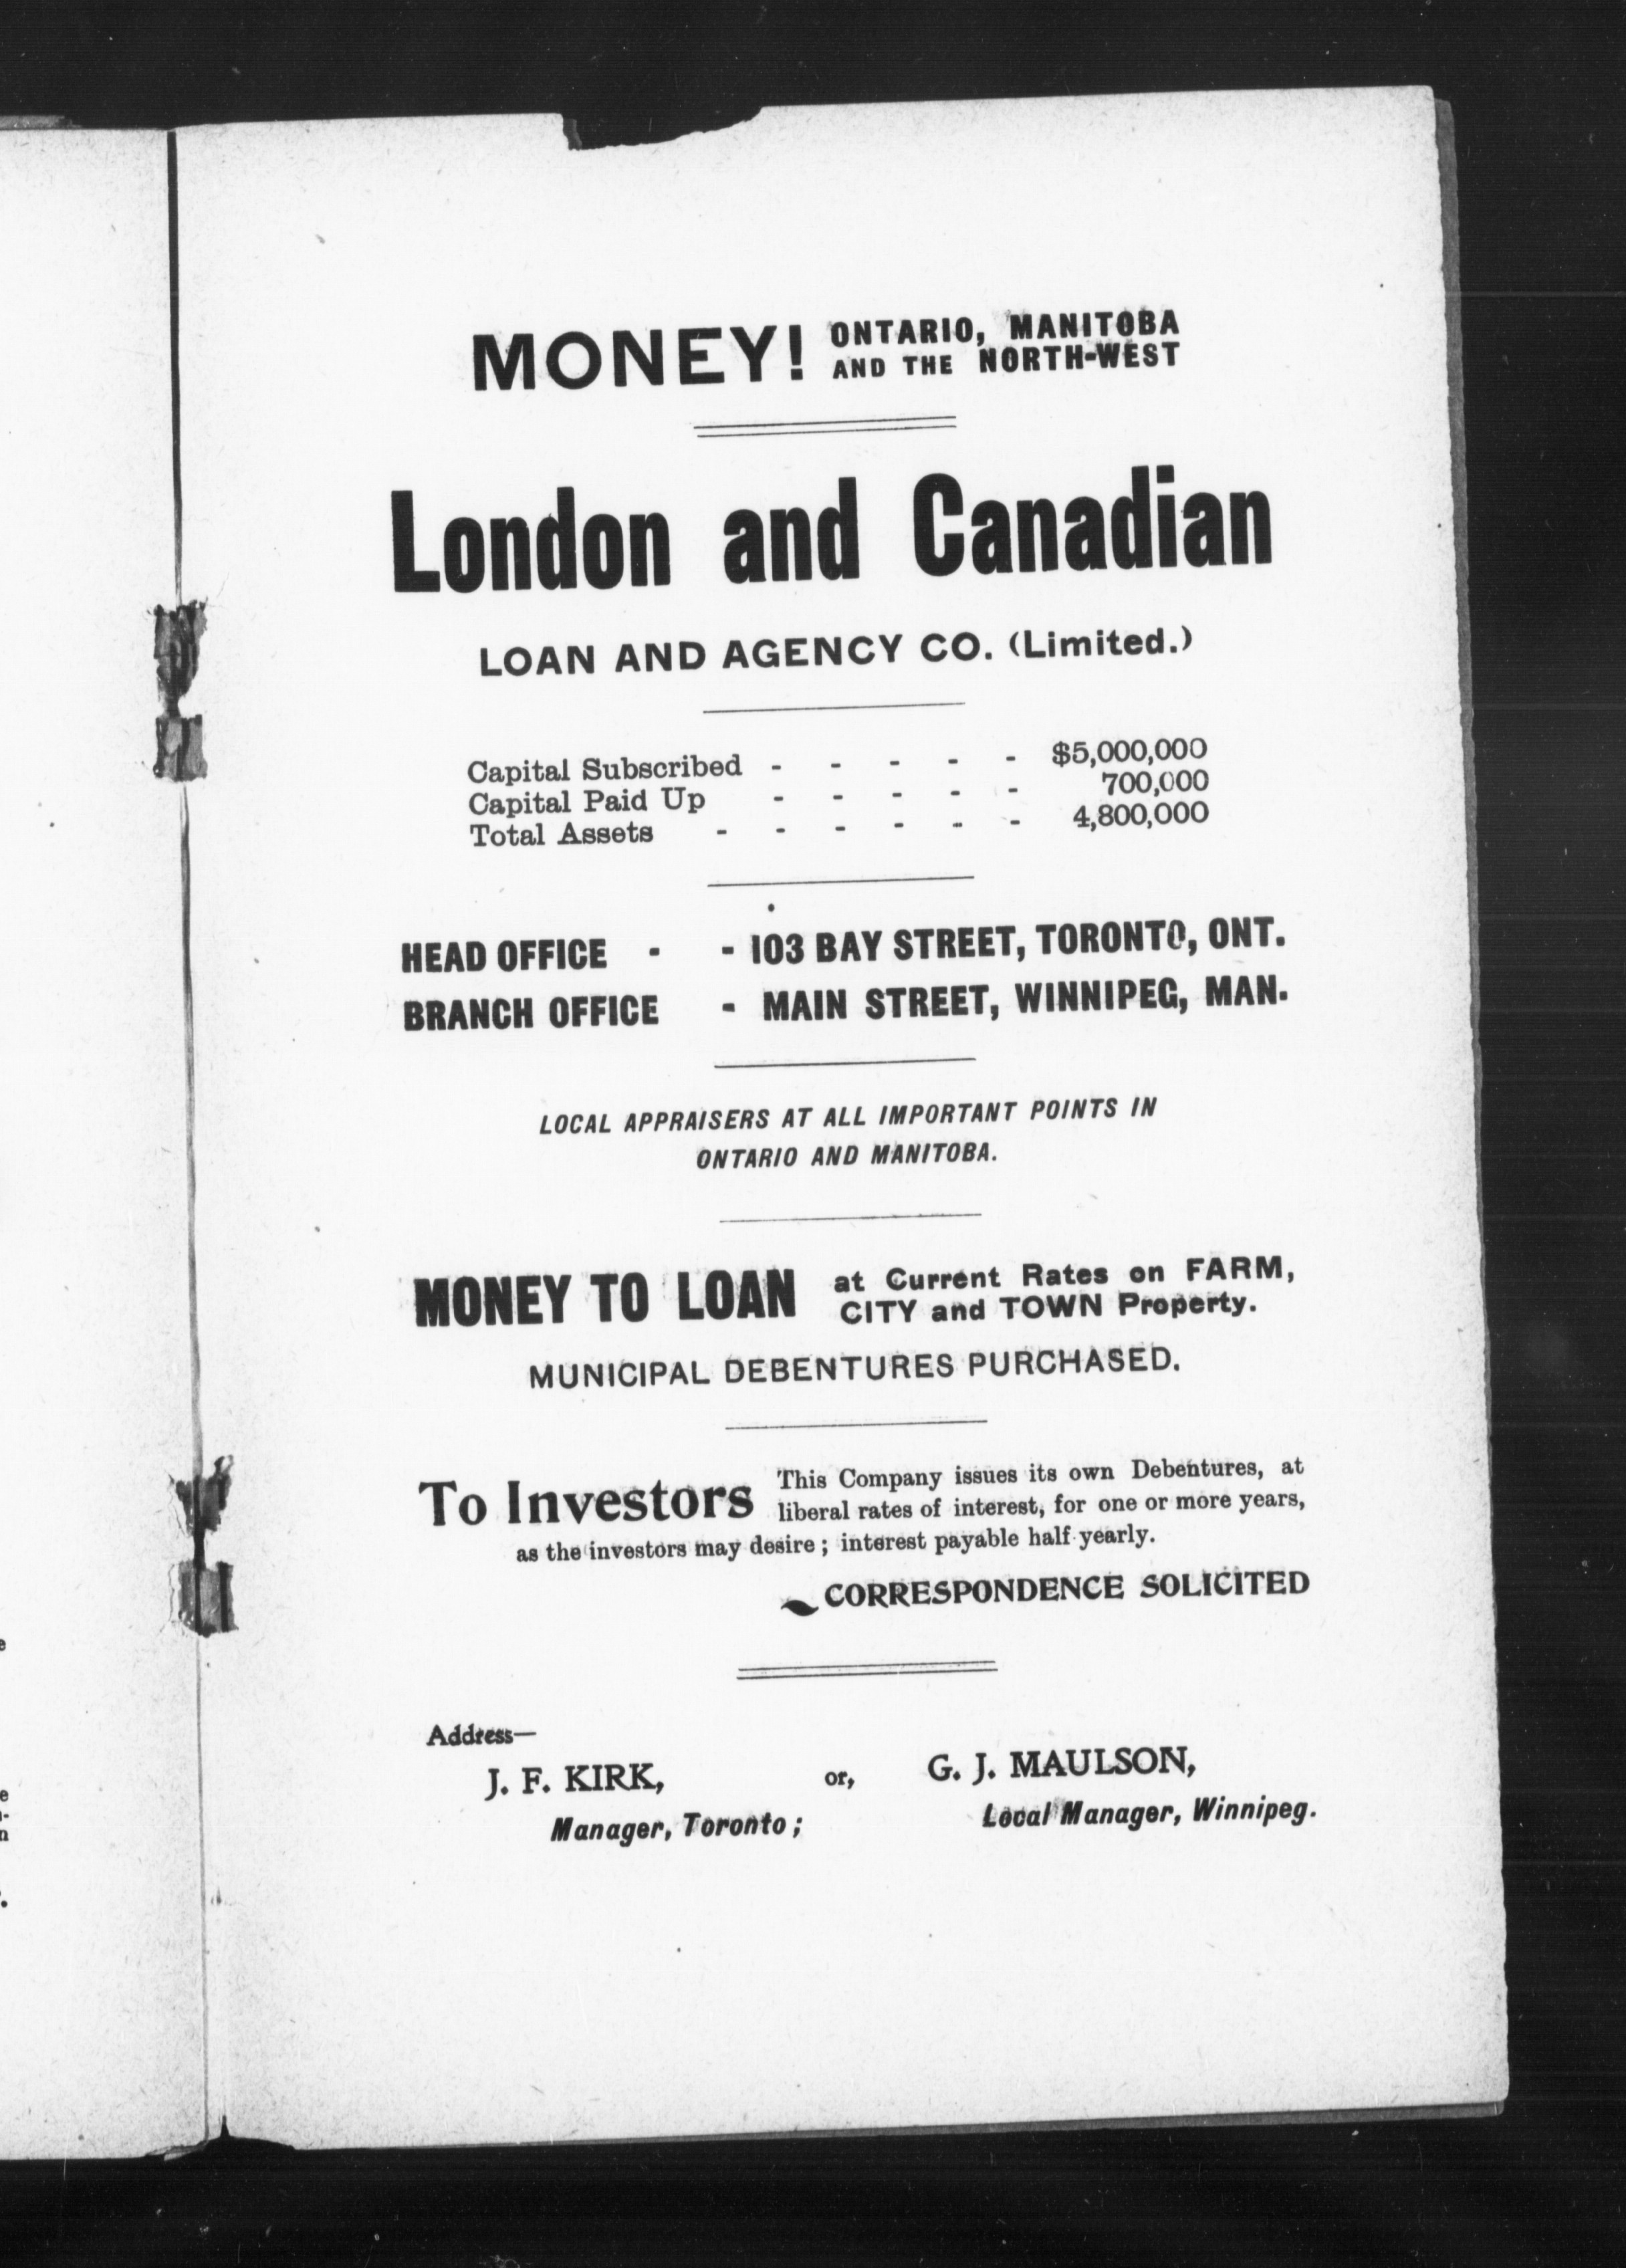 MONEY! ONTARIO, MANITOBA
AND THE NORTH-WEST
London and Canadian
LOAN AND AGENCY CO. (Limited.)
Capital Subscribed - - - - - $5,000,000
Capital Paid Up - - - - - 700,000
Total Assets - - - - - - 4,800,000
HEAD OFFICE - - 103 BAY STREET, TORONTO, ONT.
BRANCH OFFICE - MAIN STREET, WINNIPEG, MAN.
LOCAL APPRAISERS AT ALL IMPORTANT POINTS IN
ONTARIO AND MANITOBA.
MONEY TO LOAN at Current Rates on FARM,
CITY and TOWN Property.
MUNICIPAL DEBENTURES PURCHASED.
To Investors This Company issues its own Debentures, at
liberal rates of interest, for one or more years,
as the investors may desire; interest payable half-yearly.
CORRESPONDENCE SOLICITED
Address—
J. F. KIRK, or, G. J. MAULSON,
Manager, Toronto; Local Manager, Winnipeg.